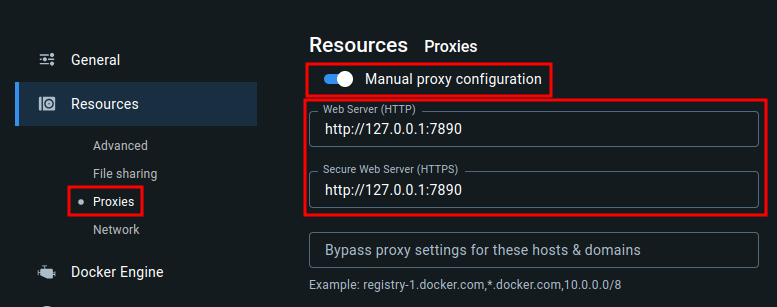 General
Resources
Advanced
File sharing
Proxies
Network
Docker Engine
Resources Proxies
Manual proxy configuration
Web Server (HTTP)
http://127.0.0.1:7890
Secure Web Server (HTTPS)
http://127.0.0.1:7890
Bypass proxy settings for these hosts & domains
Example: registry-1.docker.com,*.docker.com,10.0.0.0/8